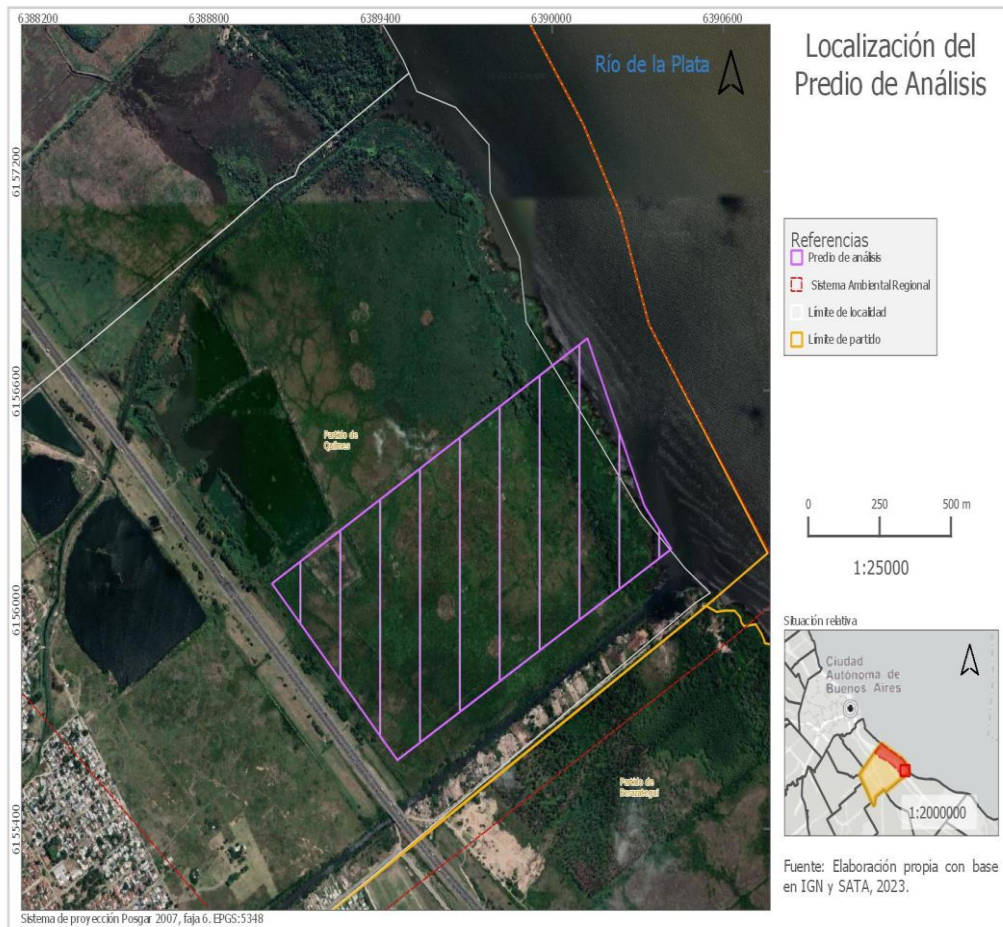 6388200
6388800
6389400
6390000
6390600
6157200
6156600
6156000
6155400
Río de la Plata
Partido de
Quilmes
Partido de
Berazategui
Sistema de proyección Posgar 2007, faja 6. EPGS:5348
Localización del
Predio de Análisis
Referencias
Predio de análisis
Sistema Ambiental Regional
Límite de localidad
Límite de partido
0 250 500 m
1:25000
Situación relativa
Ciudad
Autónoma de
Buenos Aires
1:2000000
Fuente: Elaboración propia con base
en IGN y SATA, 2023.